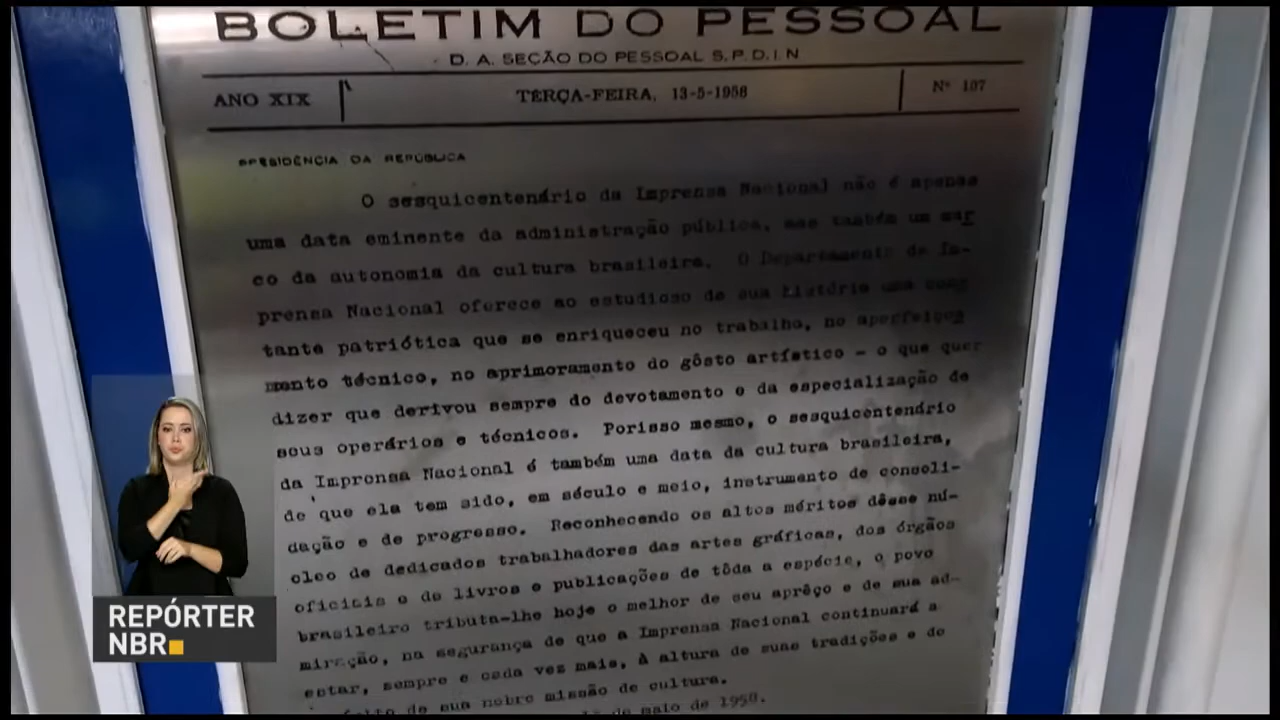 BOLETIM DO PESSOAL
D. A. SEÇÃO DO PESSOAL S.P.D.I.N
ANO XIX
TERÇA-FEIRA, 13-5-1958
Nº 107
PRESIDÊNCIA DA REPÚBLICA
O sesquicentenário da Imprensa Nacional não é apenas
uma data eminente da administração pública, mas também um mar
co da autonomia da cultura brasileira. O Departamento de Im-
prensa Nacional oferece ao estudioso de sua história uma cons
tante patriótica que se enriqueceu no trabalho, no aperfeiçoa
mento técnico, no aprimoramento do gôsto artístico - o que quer
dizer que derivou sempre do devotamento e da especialização de
seus operários e técnicos. Porisso mesmo, o sesquicentenário
da Imprensa Nacional é também uma data da cultura brasileira,
de que ela tem sido, em século e meio, instrumento de consoli-
dação e de progresso. Reconhecendo os altos méritos dêsse nú-
cleo de dedicados trabalhadores das artes gráficas, dos órgãos
oficiais e de livros e publicações de tôda a espécie, o povo
brasileiro tributa-lhe hoje o melhor de seu aprêço e de sua ad-
miração, na segurança de que a Imprensa Nacional continuará a
estar, sempre e cada vez mais, à altura de suas tradições e do
de sua nobre missão de cultura.
de maio de 1958.
REPÓRTER
NBR